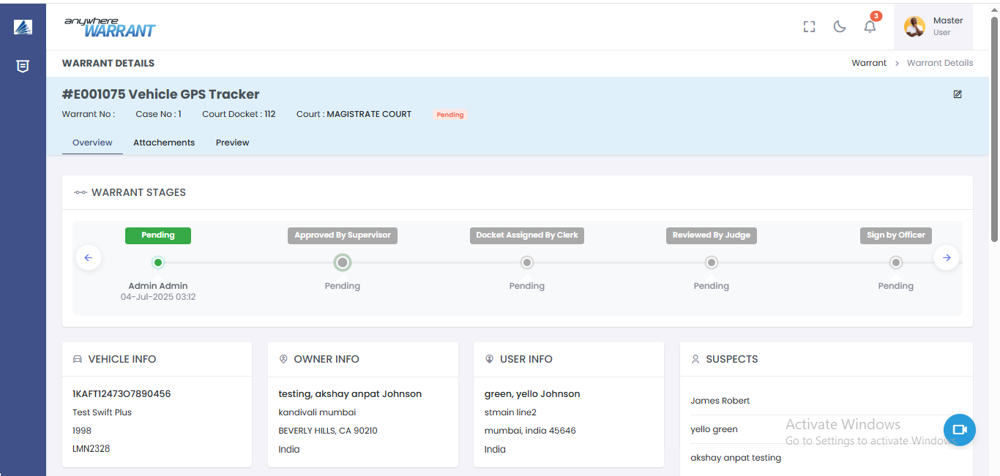 anywhere
WARRANT
3
Master
User
WARRANT DETAILS
Warrant > Warrant Details
#E001075 Vehicle GPS Tracker
Warrant No : Case No : 1 Court Docket : 112 Court : MAGISTRATE COURT Pending
Overview Attachements Preview
WARRANT STAGES
Pending Approved By Supervisor Docket Assigned By Clerk Reviewed By Judge Sign by Officer
Admin Admin Pending Pending Pending Pending
04-Jul-2025 03:12
VEHICLE INFO
1KAFT12473O7890456
Test Swift Plus
1998
LMN2328
OWNER INFO
testing, akshay anpat Johnson
kandivali mumbai
BEVERLY HILLS, CA 90210
India
USER INFO
green, yello Johnson
stmain line2
mumbai, india 45646
India
SUSPECTS
James Robert
yello green
akshay anpat testing
Activate Windows
Go to Settings to activate Windows.